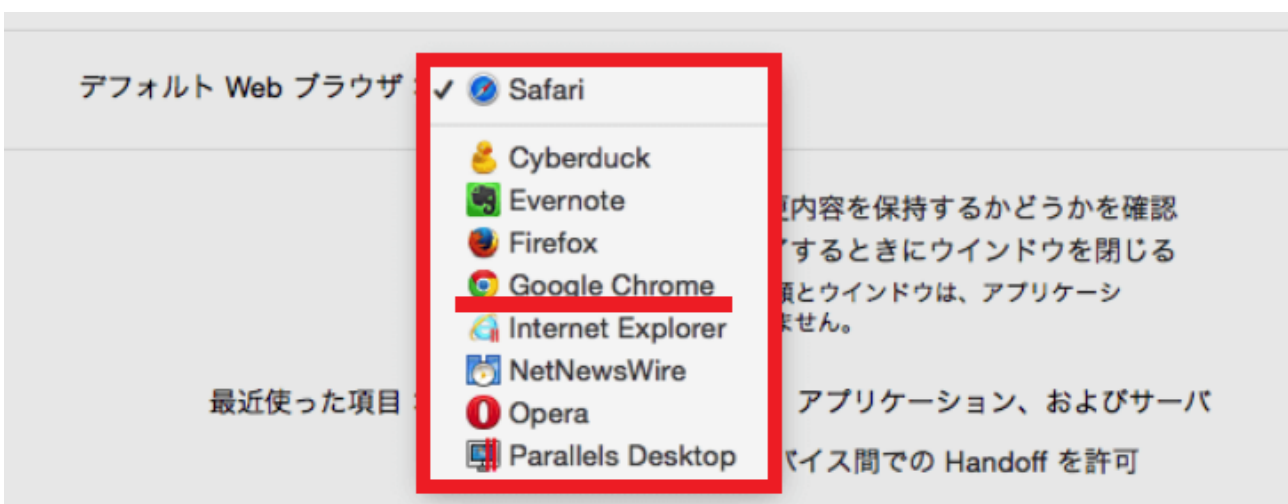 デフォルト Web ブラウザ :
✓ Safari
Cyberduck
Evernote
Firefox
Google Chrome
Internet Explorer
NetNewsWire
Opera
Parallels Desktop
内容を保持するかどうかを確認
するときにウインドウを閉じる
とウインドウは、アプリケーシ
ません。
最近使った項目 :
アプリケーション、およびサーバ
バイス間での Handoff を許可